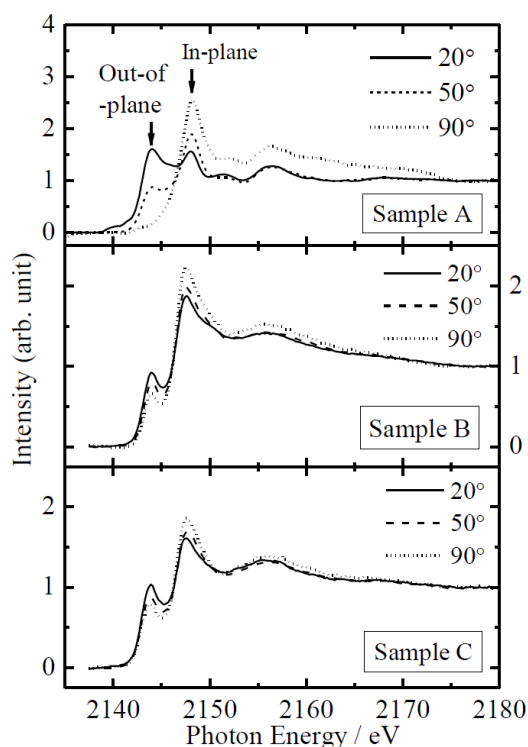 4
3
2
1
0
Out-of
-plane
In-plane
20°
50°
90°
Sample A
20°
50°
90°
Sample B
2
1
0
Intensity (arb. unit)
2
1
0
20°
50°
90°
Sample C
2140 2150 2160 2170 2180
Photon Energy / eV